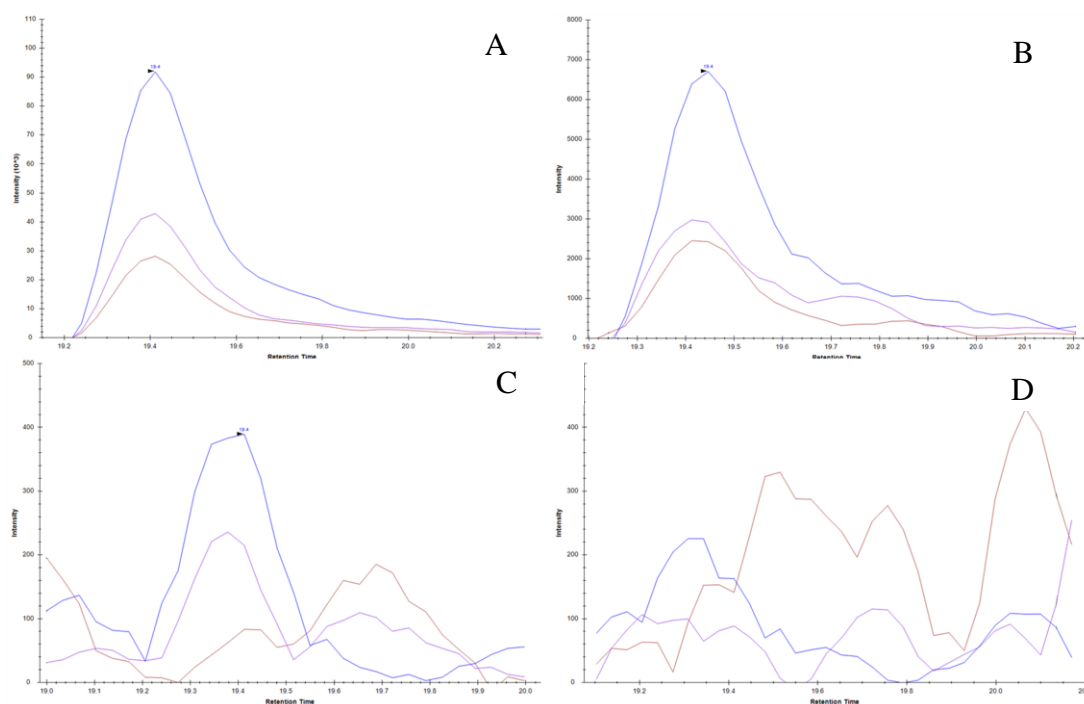 A
110
100
90
80
70
60
50
40
30
20
10
0
Intensity (10^3)
19.4
19.2 19.4 19.6 19.8 20.0 20.2
Retention Time
B
8000
7000
6000
5000
4000
3000
2000
1000
0
Intensity
19.4
19.2 19.3 19.4 19.5 19.6 19.7 19.8 19.9 20.0 20.1 20.2
Retention Time
C
500
400
300
200
100
0
Intensity
19.4
19.0 19.1 19.2 19.3 19.4 19.5 19.6 19.7 19.8 19.9 20.0
Retention Time
D
400
300
200
100
0
Intensity
19.2 19.4 19.6 19.8 20.0
Retention Time